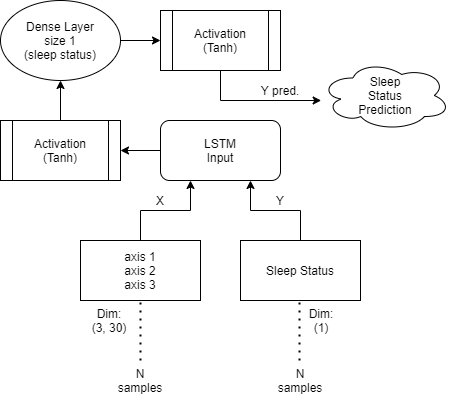 Dense Layer
size 1
(sleep status)
Activation
(Tanh)
Y pred.
Sleep
Status
Prediction
Activation
(Tanh)
LSTM
Input
X
Y
axis 1
axis 2
axis 3
Sleep Status
Dim:
(3, 30)
Dim:
(1)
N
samples
N
samples